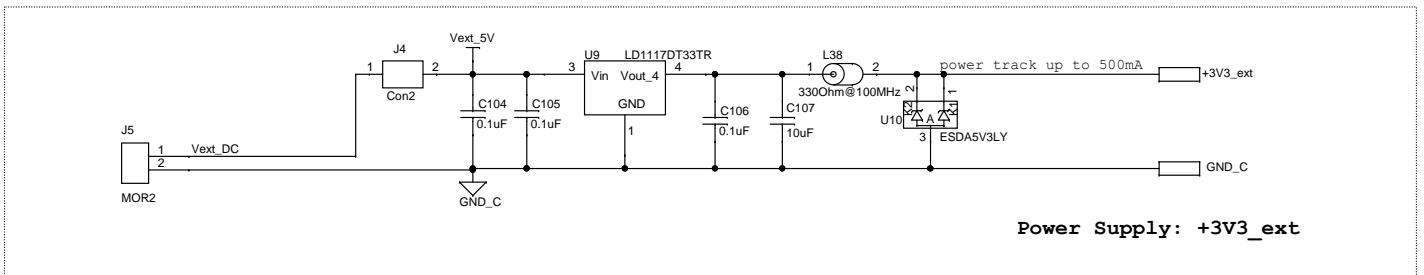 J4
1
2
Con2
Vext_5V
C104
0.1uF
C105
0.1uF
U9
LD1117DT33TR
3
Vin
Vout_4
4
GND
1
C106
0.1uF
C107
10uF
L38
1
2
330Ohm@100MHz
power track up to 500mA
+3V3_ext
2
1
K2
K1
A
U10
3
ESDA5V3LY
J5
1
Vext_DC
2
MOR2
GND_C
GND_C
Power Supply: +3V3_ext